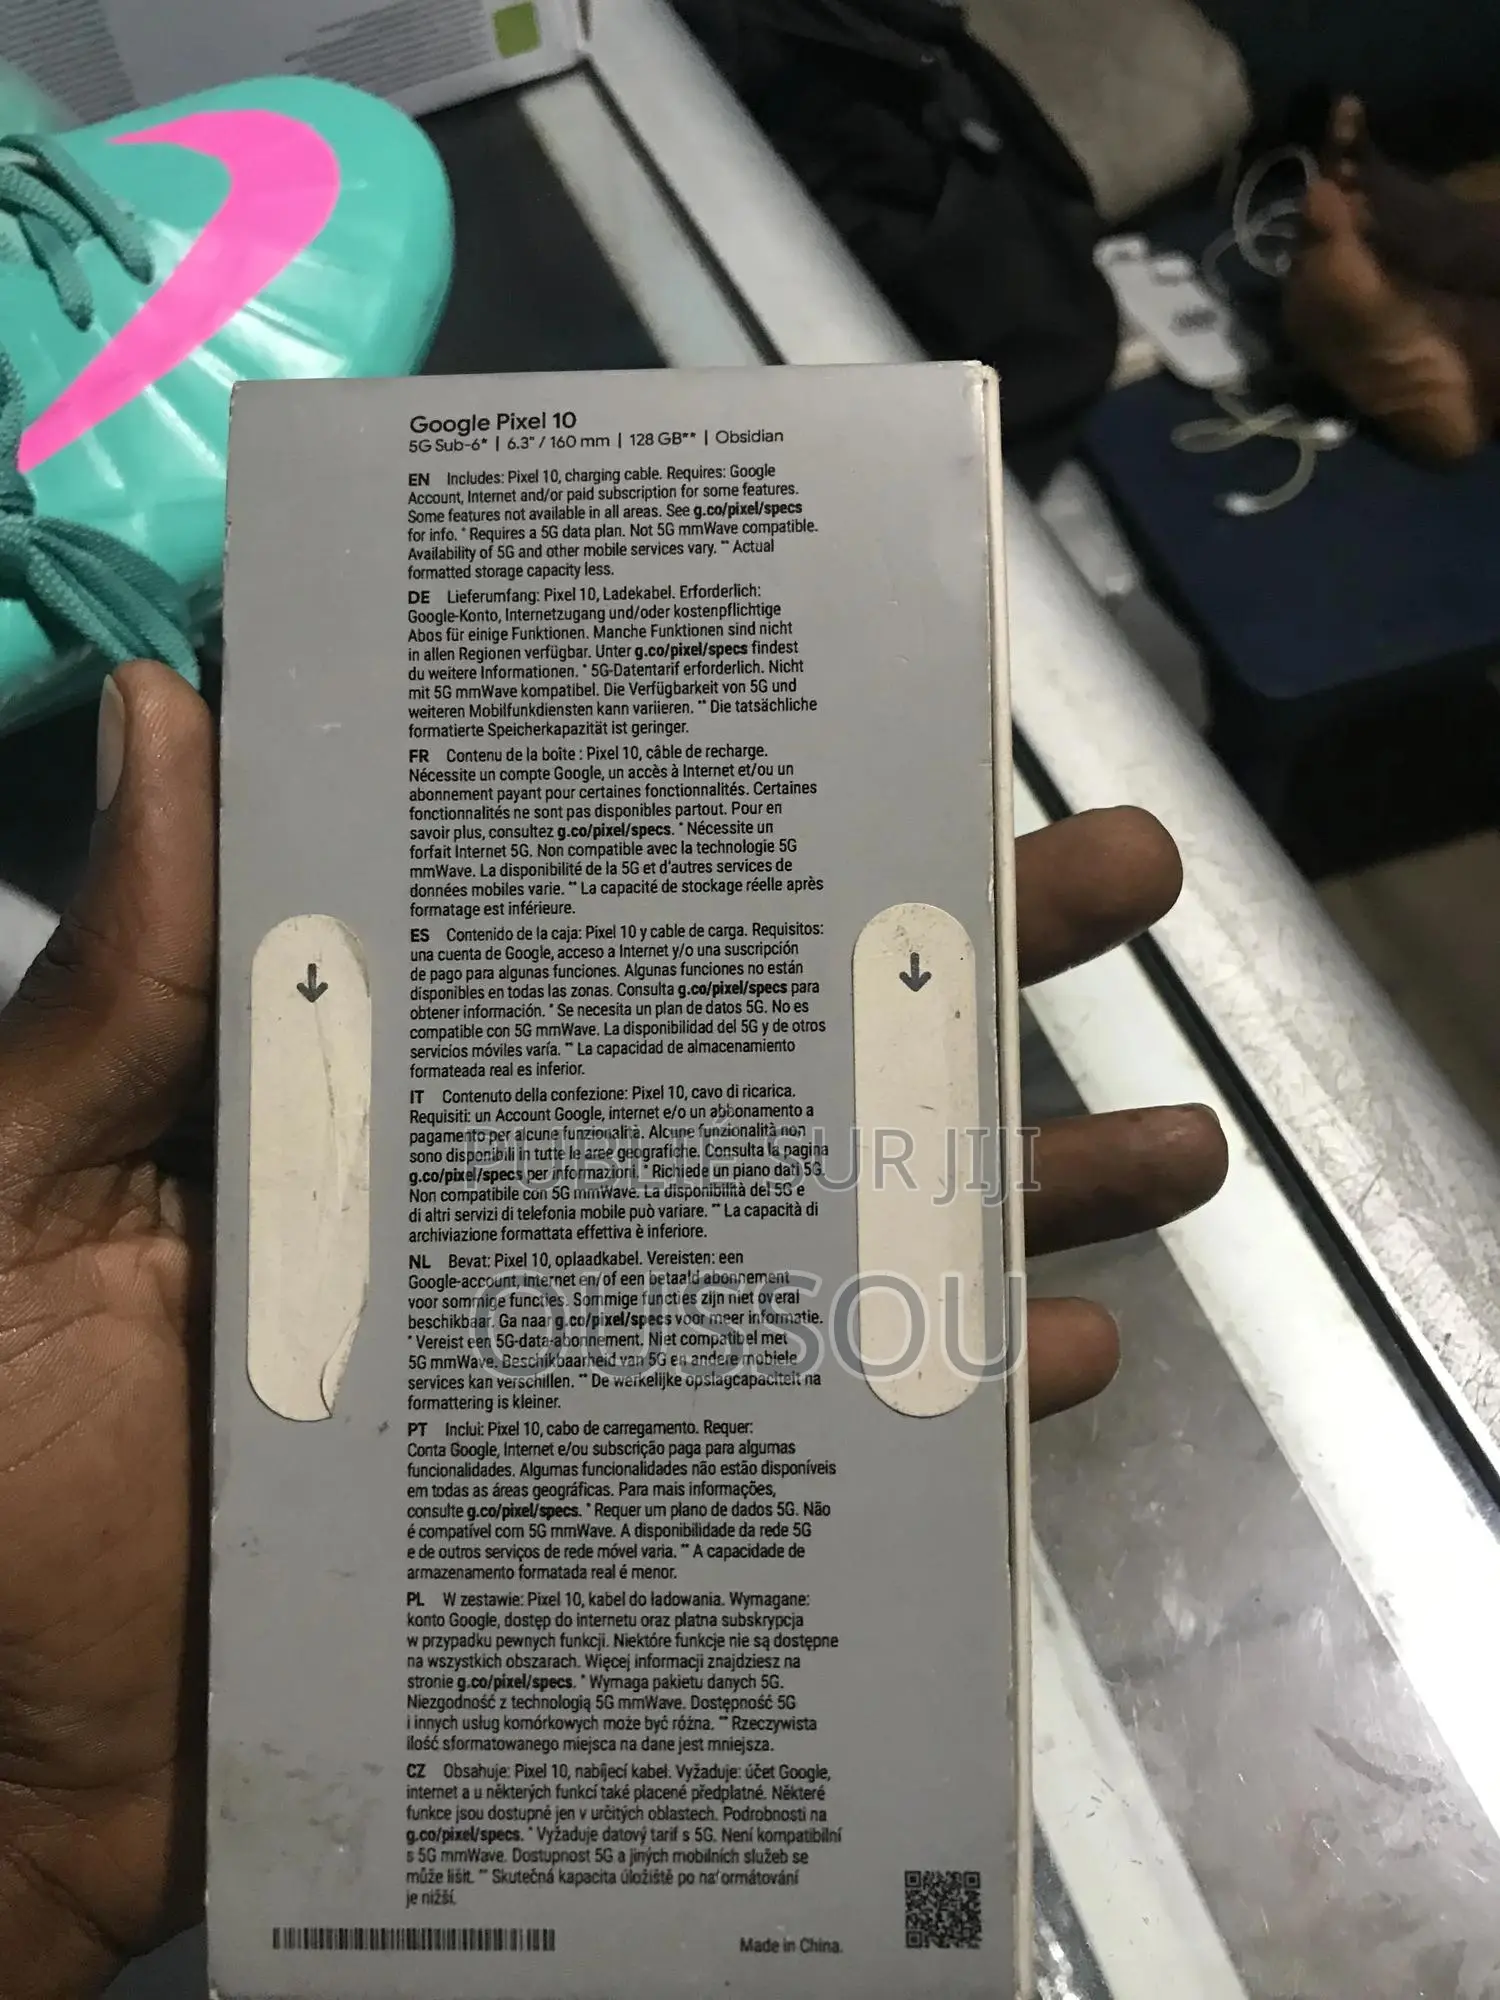 Google Pixel 10
5G Sub-6* | 6.3" / 160 mm | 128 GB** | Obsidian
EN Includes: Pixel 10, charging cable. Requires: Google
Account, Internet and/or paid subscription for some features.
Some features not available in all areas. See g.co/pixel/specs
for info. * Requires a 5G data plan. Not 5G mmWave compatible.
Availability of 5G and other mobile services vary. ** Actual
formatted storage capacity less.
DE Lieferumfang: Pixel 10, Ladekabel. Erforderlich:
Google-Konto, Internetzugang und/oder kostenpflichtige
Abos für einige Funktionen. Manche Funktionen sind nicht
in allen Regionen verfügbar. Unter g.co/pixel/specs findest
du weitere Informationen. * 5G-Datentarif erforderlich. Nicht
mit 5G mmWave kompatibel. Die Verfügbarkeit von 5G und
weiteren Mobilfunkdiensten kann variieren. ** Die tatsächliche
formatierte Speicherkapazität ist geringer.
FR Contenu de la boîte : Pixel 10, câble de recharge.
Nécessite un compte Google, un accès à Internet et/ou un
abonnement payant pour certaines fonctionnalités. Certaines
fonctionnalités ne sont pas disponibles partout. Pour en
savoir plus, consultez g.co/pixel/specs. * Nécessite un
forfait Internet 5G. Non compatible avec la technologie 5G
mmWave. La disponibilité de la 5G et d'autres services de
données mobiles varie. ** La capacité de stockage réelle après
formatage est inférieure.
ES Contenido de la caja: Pixel 10 y cable de carga. Requisitos:
una cuenta de Google, acceso a Internet y/o una suscripción
de pago para algunas funciones. Algunas funciones no están
disponibles en todas las zonas. Consulta g.co/pixel/specs para
obtener información. * Se necesita un plan de datos 5G. No es
compatible con 5G mmWave. La disponibilidad del 5G y de otros
servicios móviles varía. ** La capacidad de almacenamiento
formateada real es inferior.
IT Contenuto della confezione: Pixel 10, cavo di ricarica.
Requisiti: un Account Google, internet e/o un abbonamento a
pagamento per alcune funzionalità. Alcune funzionalità non
sono disponibili in tutte le aree geografiche. Consulta la pagina
g.co/pixel/specs per informazioni. * Richiede un piano dati 5G.
Non compatibile con 5G mmWave. La disponibilità del 5G e
di altri servizi di telefonia mobile può variare. ** La capacità di
archiviazione formattata effettiva è inferiore.
PUBLIÉ SUR JIJI
NL Bevat: Pixel 10, oplaadkabel. Vereisten: een
Google-account, internet en/of een betaald abonnement
voor sommige functies. Sommige functies zijn niet overal
beschikbaar. Ga naar g.co/pixel/specs voor meer informatie.
* Vereist een 5G-data-abonnement. Niet compatibel met
5G mmWave. Beschikbaarheid van 5G en andere mobiele
services kan verschillen. ** De werkelijke opslagcapaciteit na
formattering is kleiner.
OUSSOU
PT Inclui: Pixel 10, cabo de carregamento. Requer:
Conta Google, Internet e/ou subscrição paga para algumas
funcionalidades. Algumas funcionalidades não estão disponíveis
em todas as áreas geográficas. Para mais informações,
consulte g.co/pixel/specs. * Requer um plano de dados 5G. Não
é compatível com 5G mmWave. A disponibilidade da rede 5G
e de outros serviços de rede móvel varia. ** A capacidade de
armazenamento formatada real é menor.
PL W zestawie: Pixel 10, kabel do ładowania. Wymagane:
konto Google, dostęp do internetu oraz płatna subskrypcja
w przypadku pewnych funkcji. Niektóre funkcje nie są dostępne
na wszystkich obszarach. Więcej informacji znajdziesz na
stronie g.co/pixel/specs. * Wymaga pakietu danych 5G.
Niezgodność z technologią 5G mmWave. Dostępność 5G
i innych usług komórkowych może być różna. ** Rzeczywista
ilość sformatowanego miejsca na dane jest mniejsza.
CZ Obsahuje: Pixel 10, nabíjecí kabel. Vyžaduje: účet Google,
internet a u některých funkcí také placené předplatné. Některé
funkce jsou dostupné jen v určitých oblastech. Podrobnosti na
g.co/pixel/specs. * Vyžaduje datový tarif s 5G. Není kompatibilní
s 5G mmWave. Dostupnost 5G a jiných mobilních služeb se
může lišit. ** Skutečná kapacita úložiště po naformátování
je nižší.
Made in China.